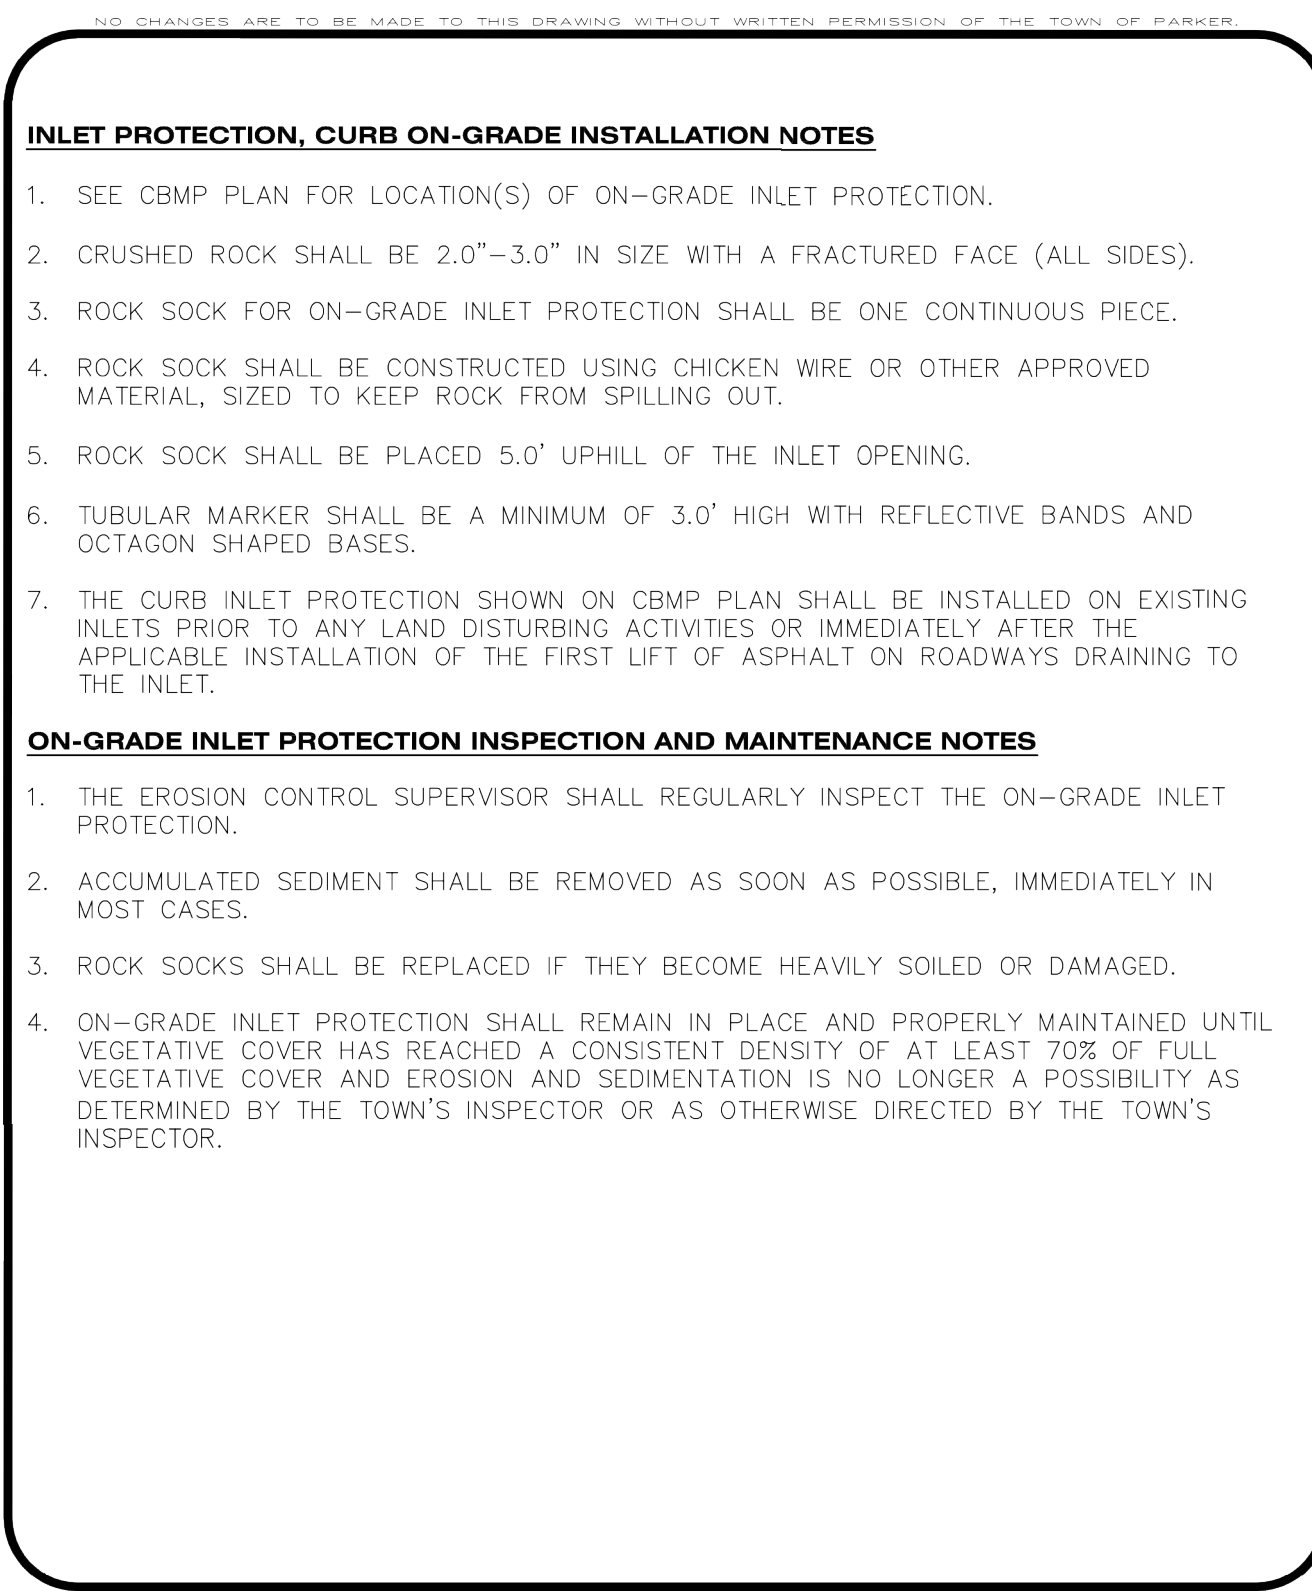 NO CHANGES ARE TO BE MADE TO THIS DRAWING WITHOUT WRITTEN PERMISSION OF THE TOWN OF PARKER.
INLET PROTECTION, CURB ON-GRADE INSTALLATION NOTES
1. SEE CBMP PLAN FOR LOCATION(S) OF ON-GRADE INLET PROTECTION.
2. CRUSHED ROCK SHALL BE 2.0"-3.0" IN SIZE WITH A FRACTURED FACE (ALL SIDES).
3. ROCK SOCK FOR ON-GRADE INLET PROTECTION SHALL BE ONE CONTINUOUS PIECE.
4. ROCK SOCK SHALL BE CONSTRUCTED USING CHICKEN WIRE OR OTHER APPROVED
MATERIAL, SIZED TO KEEP ROCK FROM SPILLING OUT.
5. ROCK SOCK SHALL BE PLACED 5.0' UPHILL OF THE INLET OPENING.
6. TUBULAR MARKER SHALL BE A MINIMUM OF 3.0' HIGH WITH REFLECTIVE BANDS AND
OCTAGON SHAPED BASES.
7. THE CURB INLET PROTECTION SHOWN ON CBMP PLAN SHALL BE INSTALLED ON EXISTING
INLETS PRIOR TO ANY LAND DISTURBING ACTIVITIES OR IMMEDIATELY AFTER THE
APPLICABLE INSTALLATION OF THE FIRST LIFT OF ASPHALT ON ROADWAYS DRAINING TO
THE INLET.
ON-GRADE INLET PROTECTION INSPECTION AND MAINTENANCE NOTES
1. THE EROSION CONTROL SUPERVISOR SHALL REGULARLY INSPECT THE ON-GRADE INLET
PROTECTION.
2. ACCUMULATED SEDIMENT SHALL BE REMOVED AS SOON AS POSSIBLE, IMMEDIATELY IN
MOST CASES.
3. ROCK SOCKS SHALL BE REPLACED IF THEY BECOME HEAVILY SOILED OR DAMAGED.
4. ON-GRADE INLET PROTECTION SHALL REMAIN IN PLACE AND PROPERLY MAINTAINED UNTIL
VEGETATIVE COVER HAS REACHED A CONSISTENT DENSITY OF AT LEAST 70% OF FULL
VEGETATIVE COVER AND EROSION AND SEDIMENTATION IS NO LONGER A POSSIBILITY AS
DETERMINED BY THE TOWN'S INSPECTOR OR AS OTHERWISE DIRECTED BY THE TOWN'S
INSPECTOR.